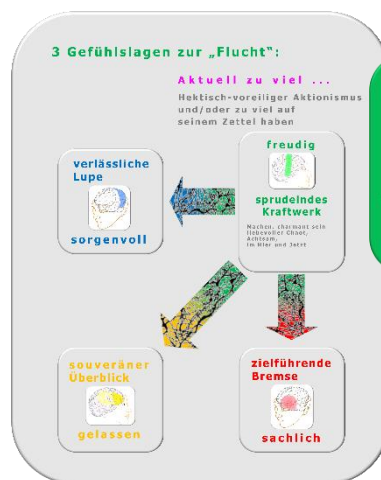 3 Gefühlslagen zur „Flucht“:
Aktuell zu viel ...
Hektisch-voreiliger Aktionismus
und/oder zu viel auf
seinem Zettel haben
freudig
sprudelndes
Kraftwerk
Machen, charmant sein
liebevoller Chaot,
Achtsam,
Im Hier und Jetzt
verlässliche
Lupe
sorgenvoll
souveräner
Überblick
gelassen
zielführende
Bremse
sachlich